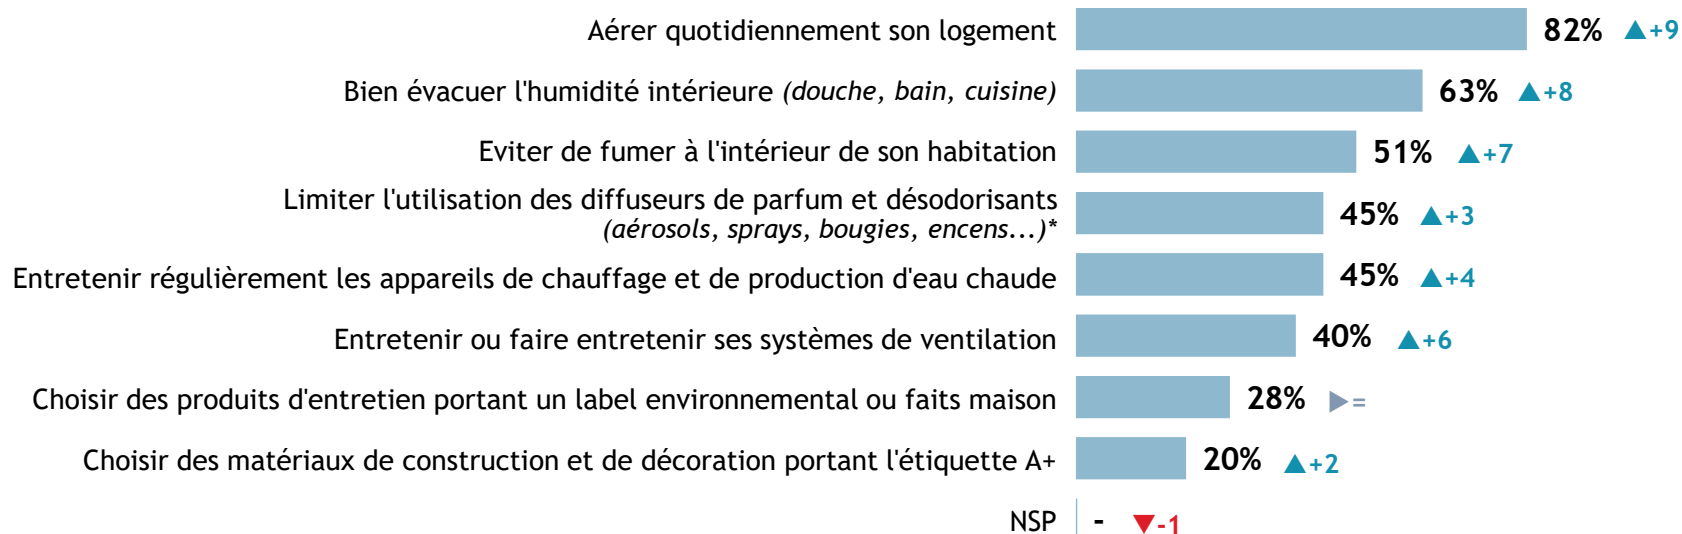 Aérer quotidiennement son logement 82% ▲+9
Bien évacuer l'humidité intérieure (douche, bain, cuisine) 63% ▲+8
Eviter de fumer à l'intérieur de son habitation 51% ▲+7
Limiter l'utilisation des diffuseurs de parfum et désodorisants
(aérosols, sprays, bougies, encens...)* 45% ▲+3
Entretenir régulièrement les appareils de chauffage et de production d'eau chaude 45% ▲+4
Entretenir ou faire entretenir ses systèmes de ventilation 40% ▲+6
Choisir des produits d'entretien portant un label environnemental ou faits maison 28% ▶=
Choisir des matériaux de construction et de décoration portant l'étiquette A+ 20% ▲+2
NSP - ▼-1